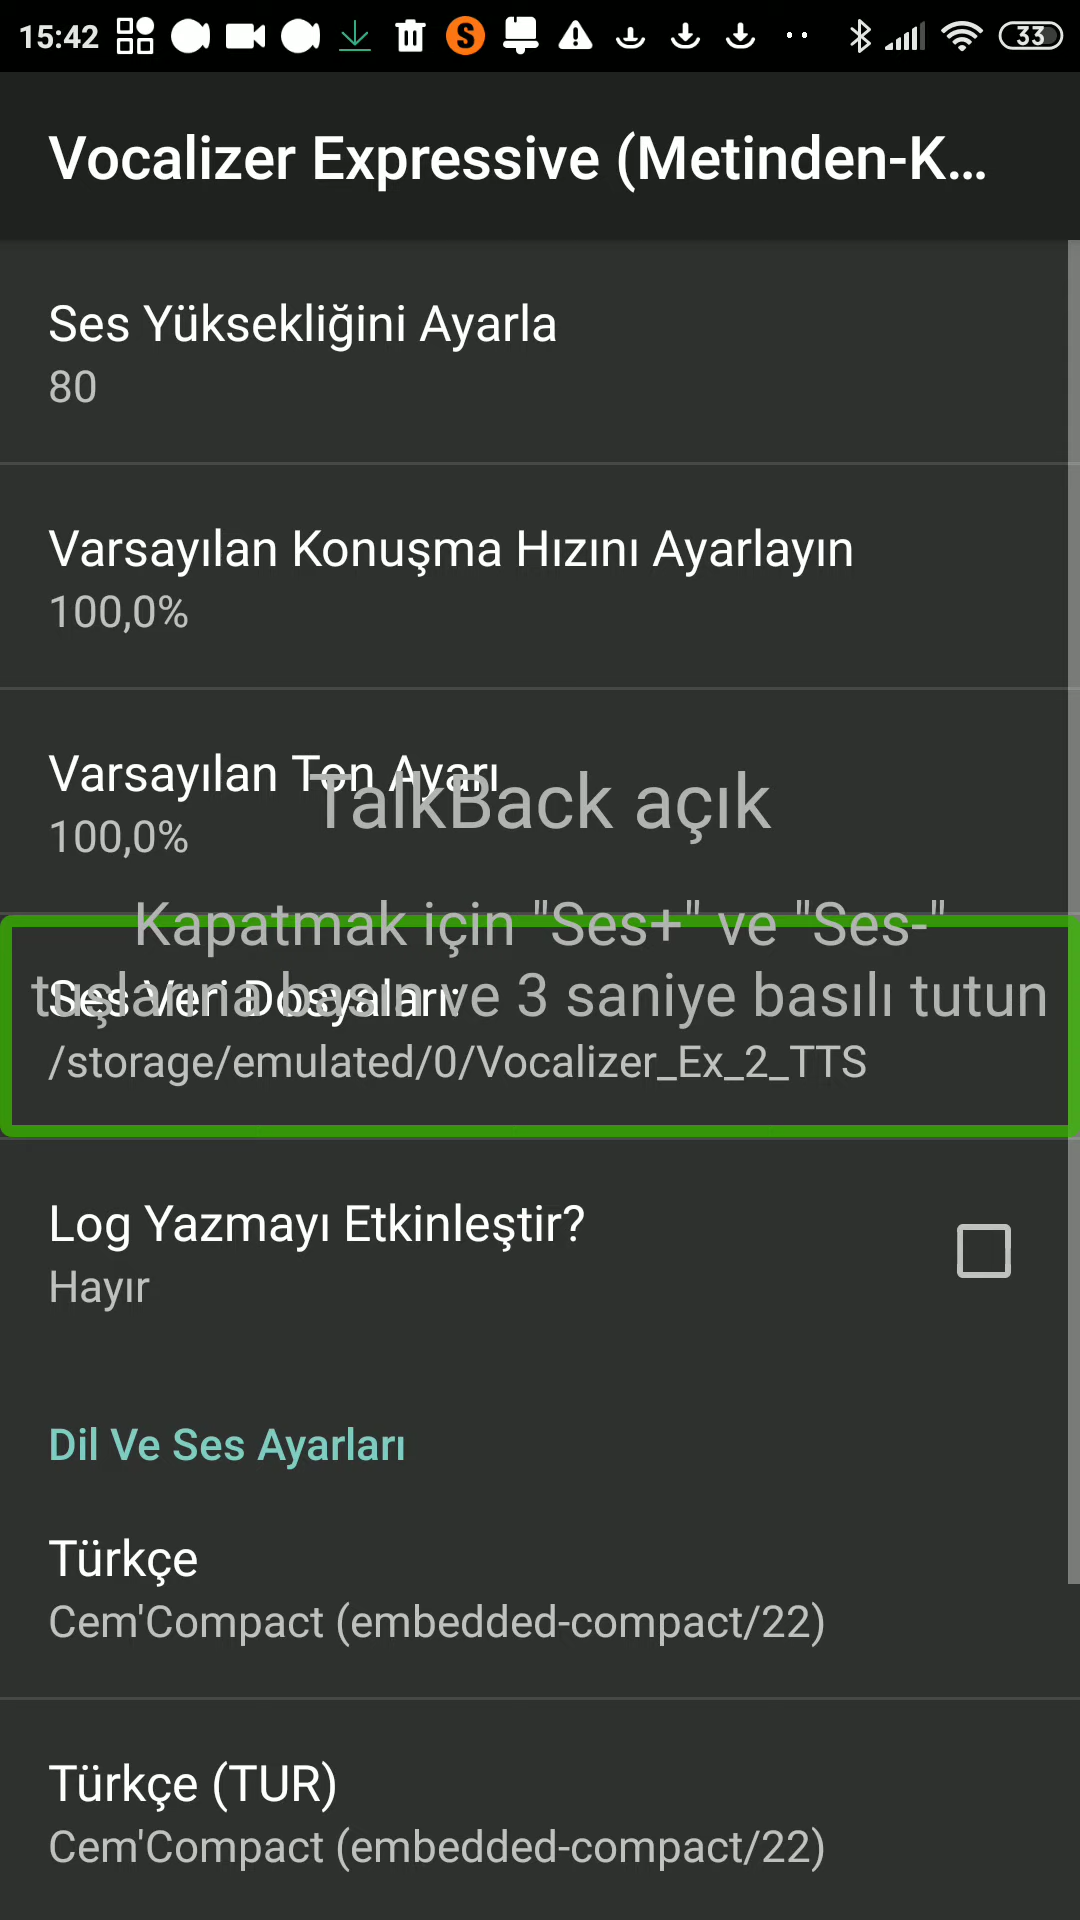 15:42
33
Vocalizer Expressive (Metinden-K...
Ses Yüksekliğini Ayarla
80
Varsayılan Konuşma Hızını Ayarlayın
100,0%
Varsayılan Ton Ayarı
TalkBack açık
100,0%
Kapatmak için "Ses+" ve "Ses-"
tuşlarına basın ve 3 saniye basılı tutun
Ses Veri Dosyaları:
/storage/emulated/0/Vocalizer_Ex_2_TTS
Log Yazmayı Etkinleştir?
Hayır
Dil Ve Ses Ayarları
Türkçe
Cem'Compact (embedded-compact/22)
Türkçe (TUR)
Cem'Compact (embedded-compact/22)